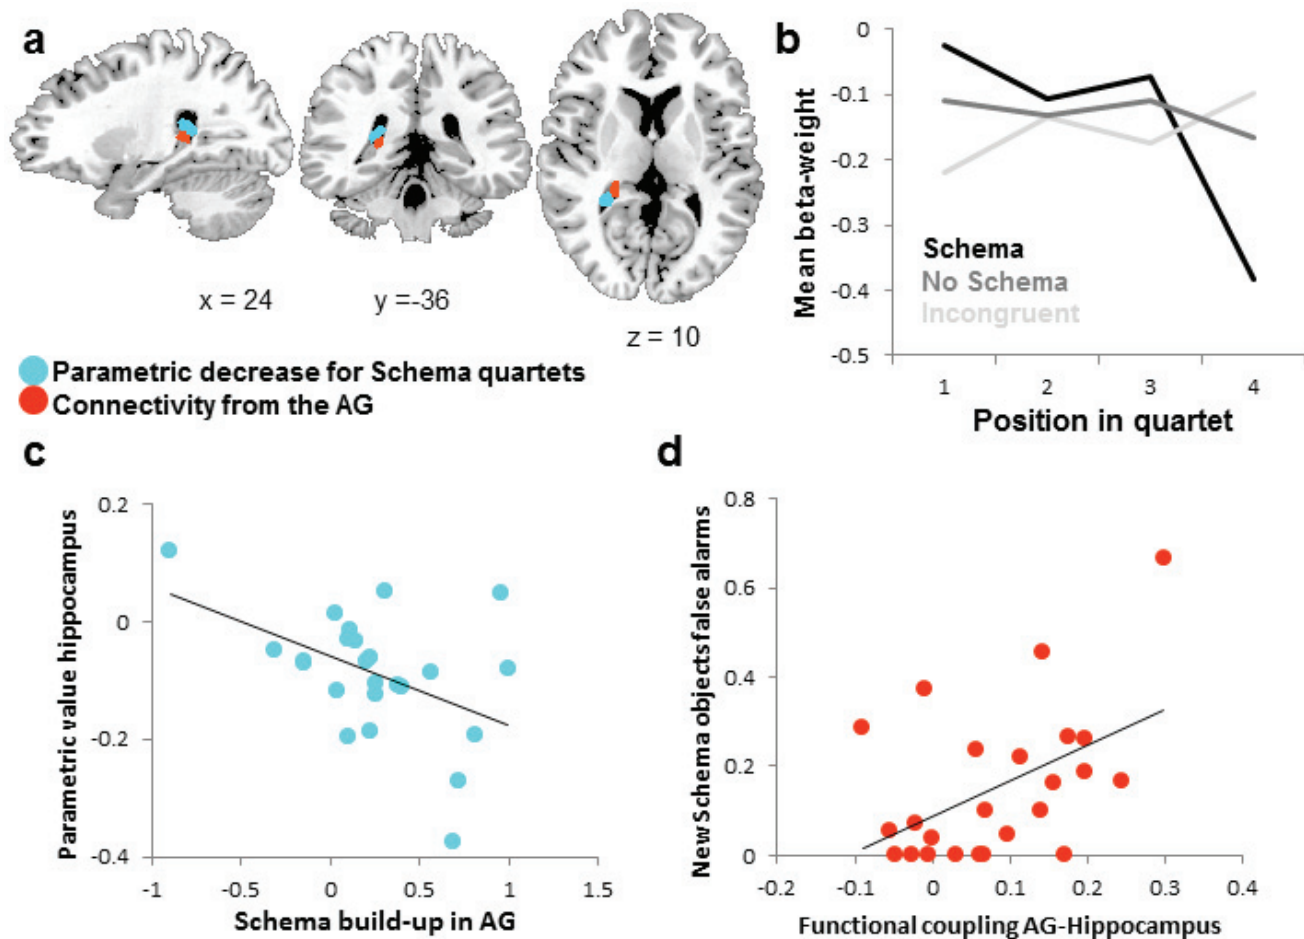 a
x = 24
y =-36
z = 10
Parametric decrease for Schema quartets
Connectivity from the AG
b
Mean beta-weight
0
-0.1
-0.2
-0.3
-0.4
-0.5
Schema
No Schema
Incongruent
1 2 3 4
Position in quartet
c
Parametric value hippocampus
0.2
0
-0.2
-0.4
-1 -0.5 0 0.5 1 1.5
Schema build-up in AG
d
New Schema objects false alarms
0.8
0.6
0.4
0.2
0
-0.2 -0.1 0 0.1 0.2 0.3 0.4
Functional coupling AG-Hippocampus